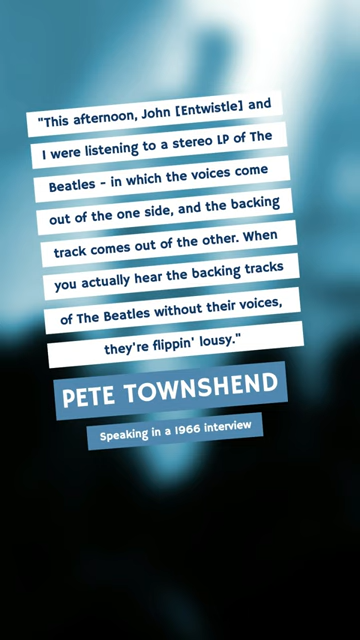 "This afternoon, John [Entwistle] and
I were listening to a stereo LP of The
Beatles - in which the voices come
out of the one side, and the backing
track comes out of the other. When
you actually hear the backing tracks
of The Beatles without their voices,
they're flippin' lousy."
PETE TOWNSHEND
Speaking in a 1966 interview